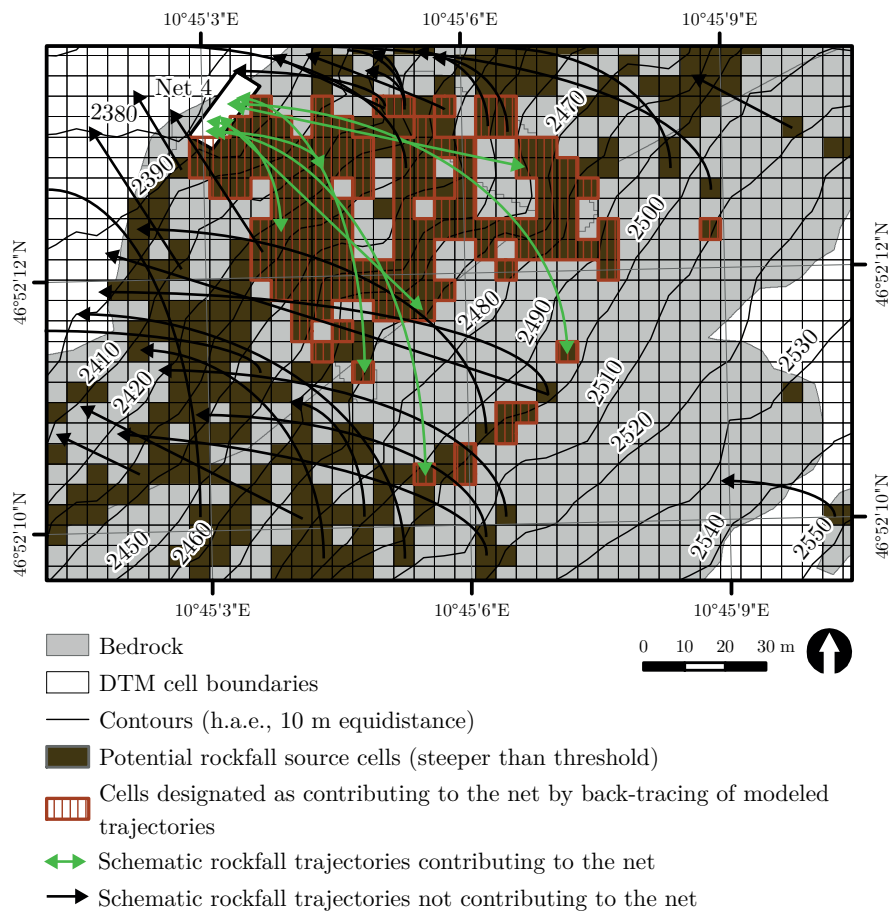 10°45'3"E 10°45'6"E 10°45'9"E
Net 4
2380
2470
2390
2500
46°52'12"N
46°52'12"N
2480
2490
2530
2410
2510
2420
2520
46°52'10"N
46°52'10"N
2450
2460
2540
2550
10°45'3"E 10°45'6"E 10°45'9"E
Bedrock
0 10 20 30 m
DTM cell boundaries
Contours (h.a.e., 10 m equidistance)
Potential rockfall source cells (steeper than threshold)
Cells designated as contributing to the net by back-tracing of modeled
trajectories
Schematic rockfall trajectories contributing to the net
Schematic rockfall trajectories not contributing to the net